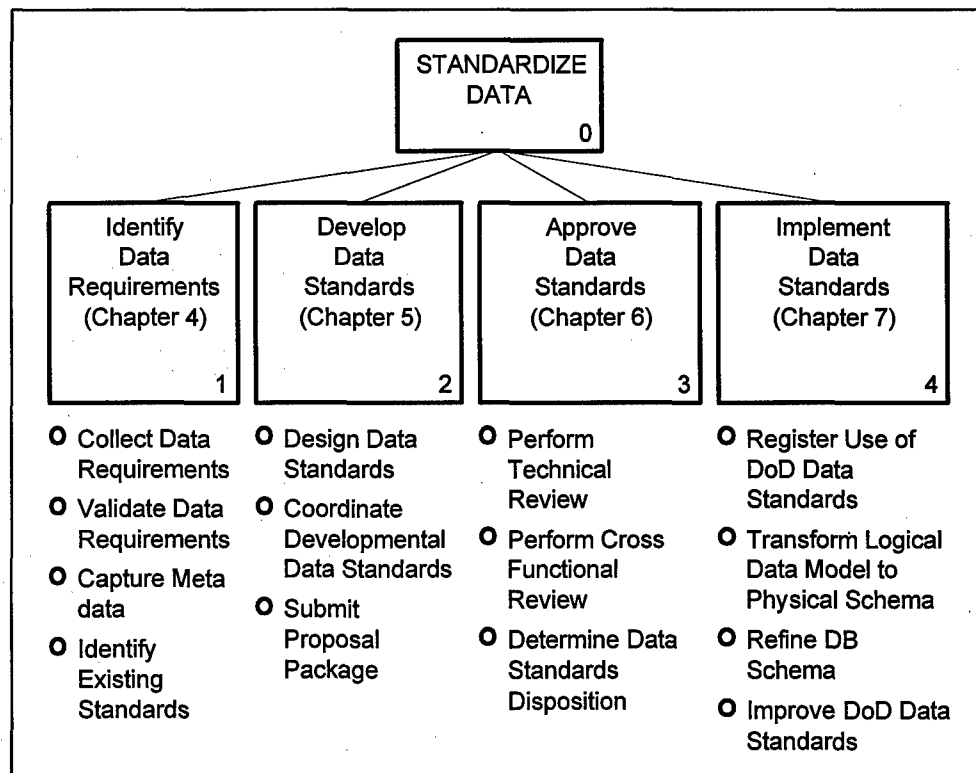 STANDARDIZE
DATA
0
Identify
Data
Requirements
(Chapter 4)
1
Develop
Data
Standards
(Chapter 5)
2
Approve
Data
Standards
(Chapter 6)
3
Implement
Data
Standards
(Chapter 7)
4
Collect Data
Requirements
Validate Data
Requirements
Capture Meta
data
Identify
Existing
Standards
Design Data
Standards
Coordinate
Developmental
Data Standards
Submit
Proposal
Package
Perform
Technical
Review
Perform Cross
Functional
Review
Determine Data
Standards
Disposition
Register Use of
DoD Data
Standards
Transform Logical
Data Model to
Physical Schema
Refine DB
Schema
Improve DoD Data
Standards